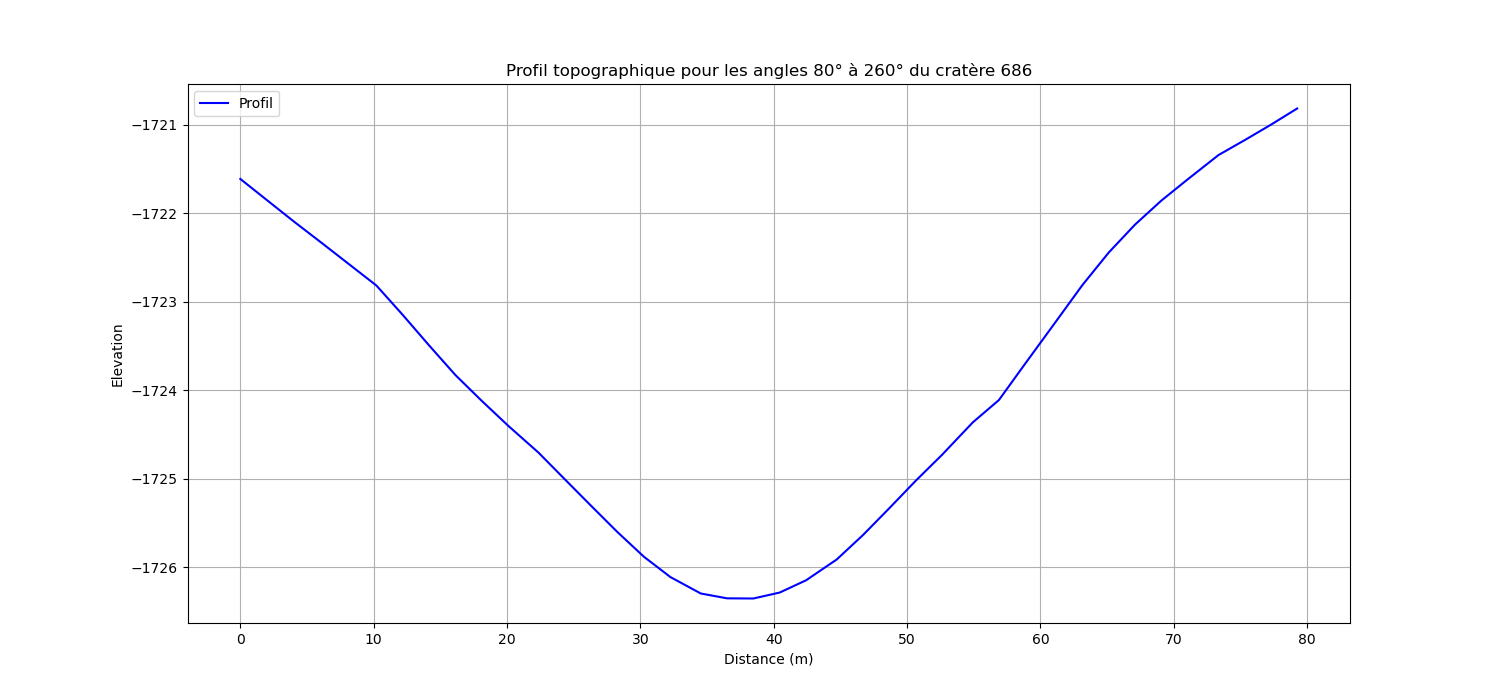 Profil topographique pour les angles 80° à 260° du cratère 686
Profil
−1721
−1722
−1723
−1724
−1725
−1726
Elevation
0 10 20 30 40 50 60 70 80
Distance (m)